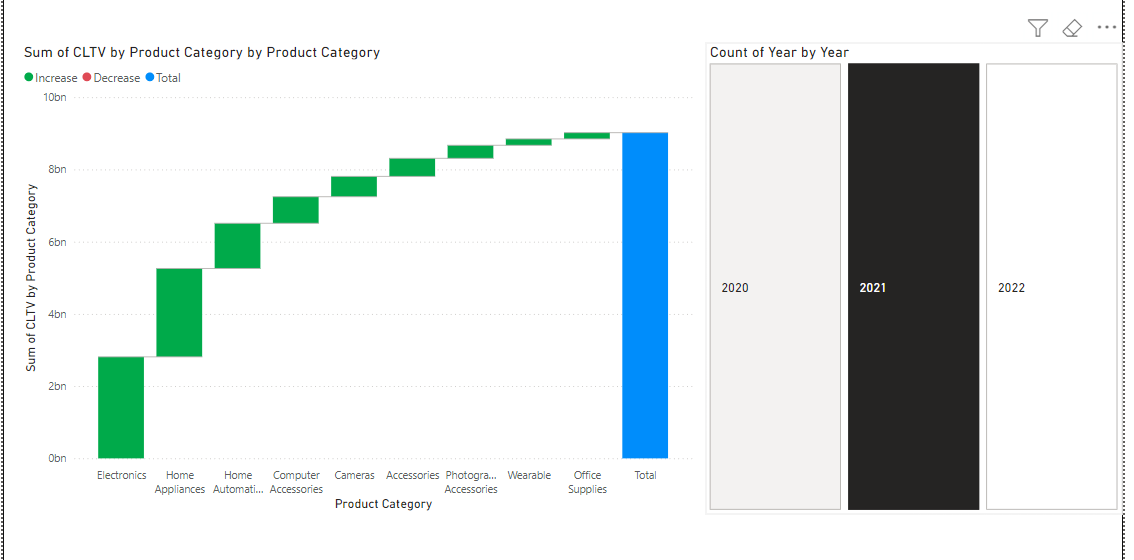 Sum of CLTV by Product Category by Product Category
Increase Decrease Total
10bn
8bn
6bn
4bn
2bn
0bn
Sum of CLTV by Product Category
Electronics
Home
Appliances
Home
Automati...
Computer
Accessories
Cameras
Accessories
Photogra...
Accessories
Wearable
Office
Supplies
Total
Product Category
Count of Year by Year
2020
2021
2022